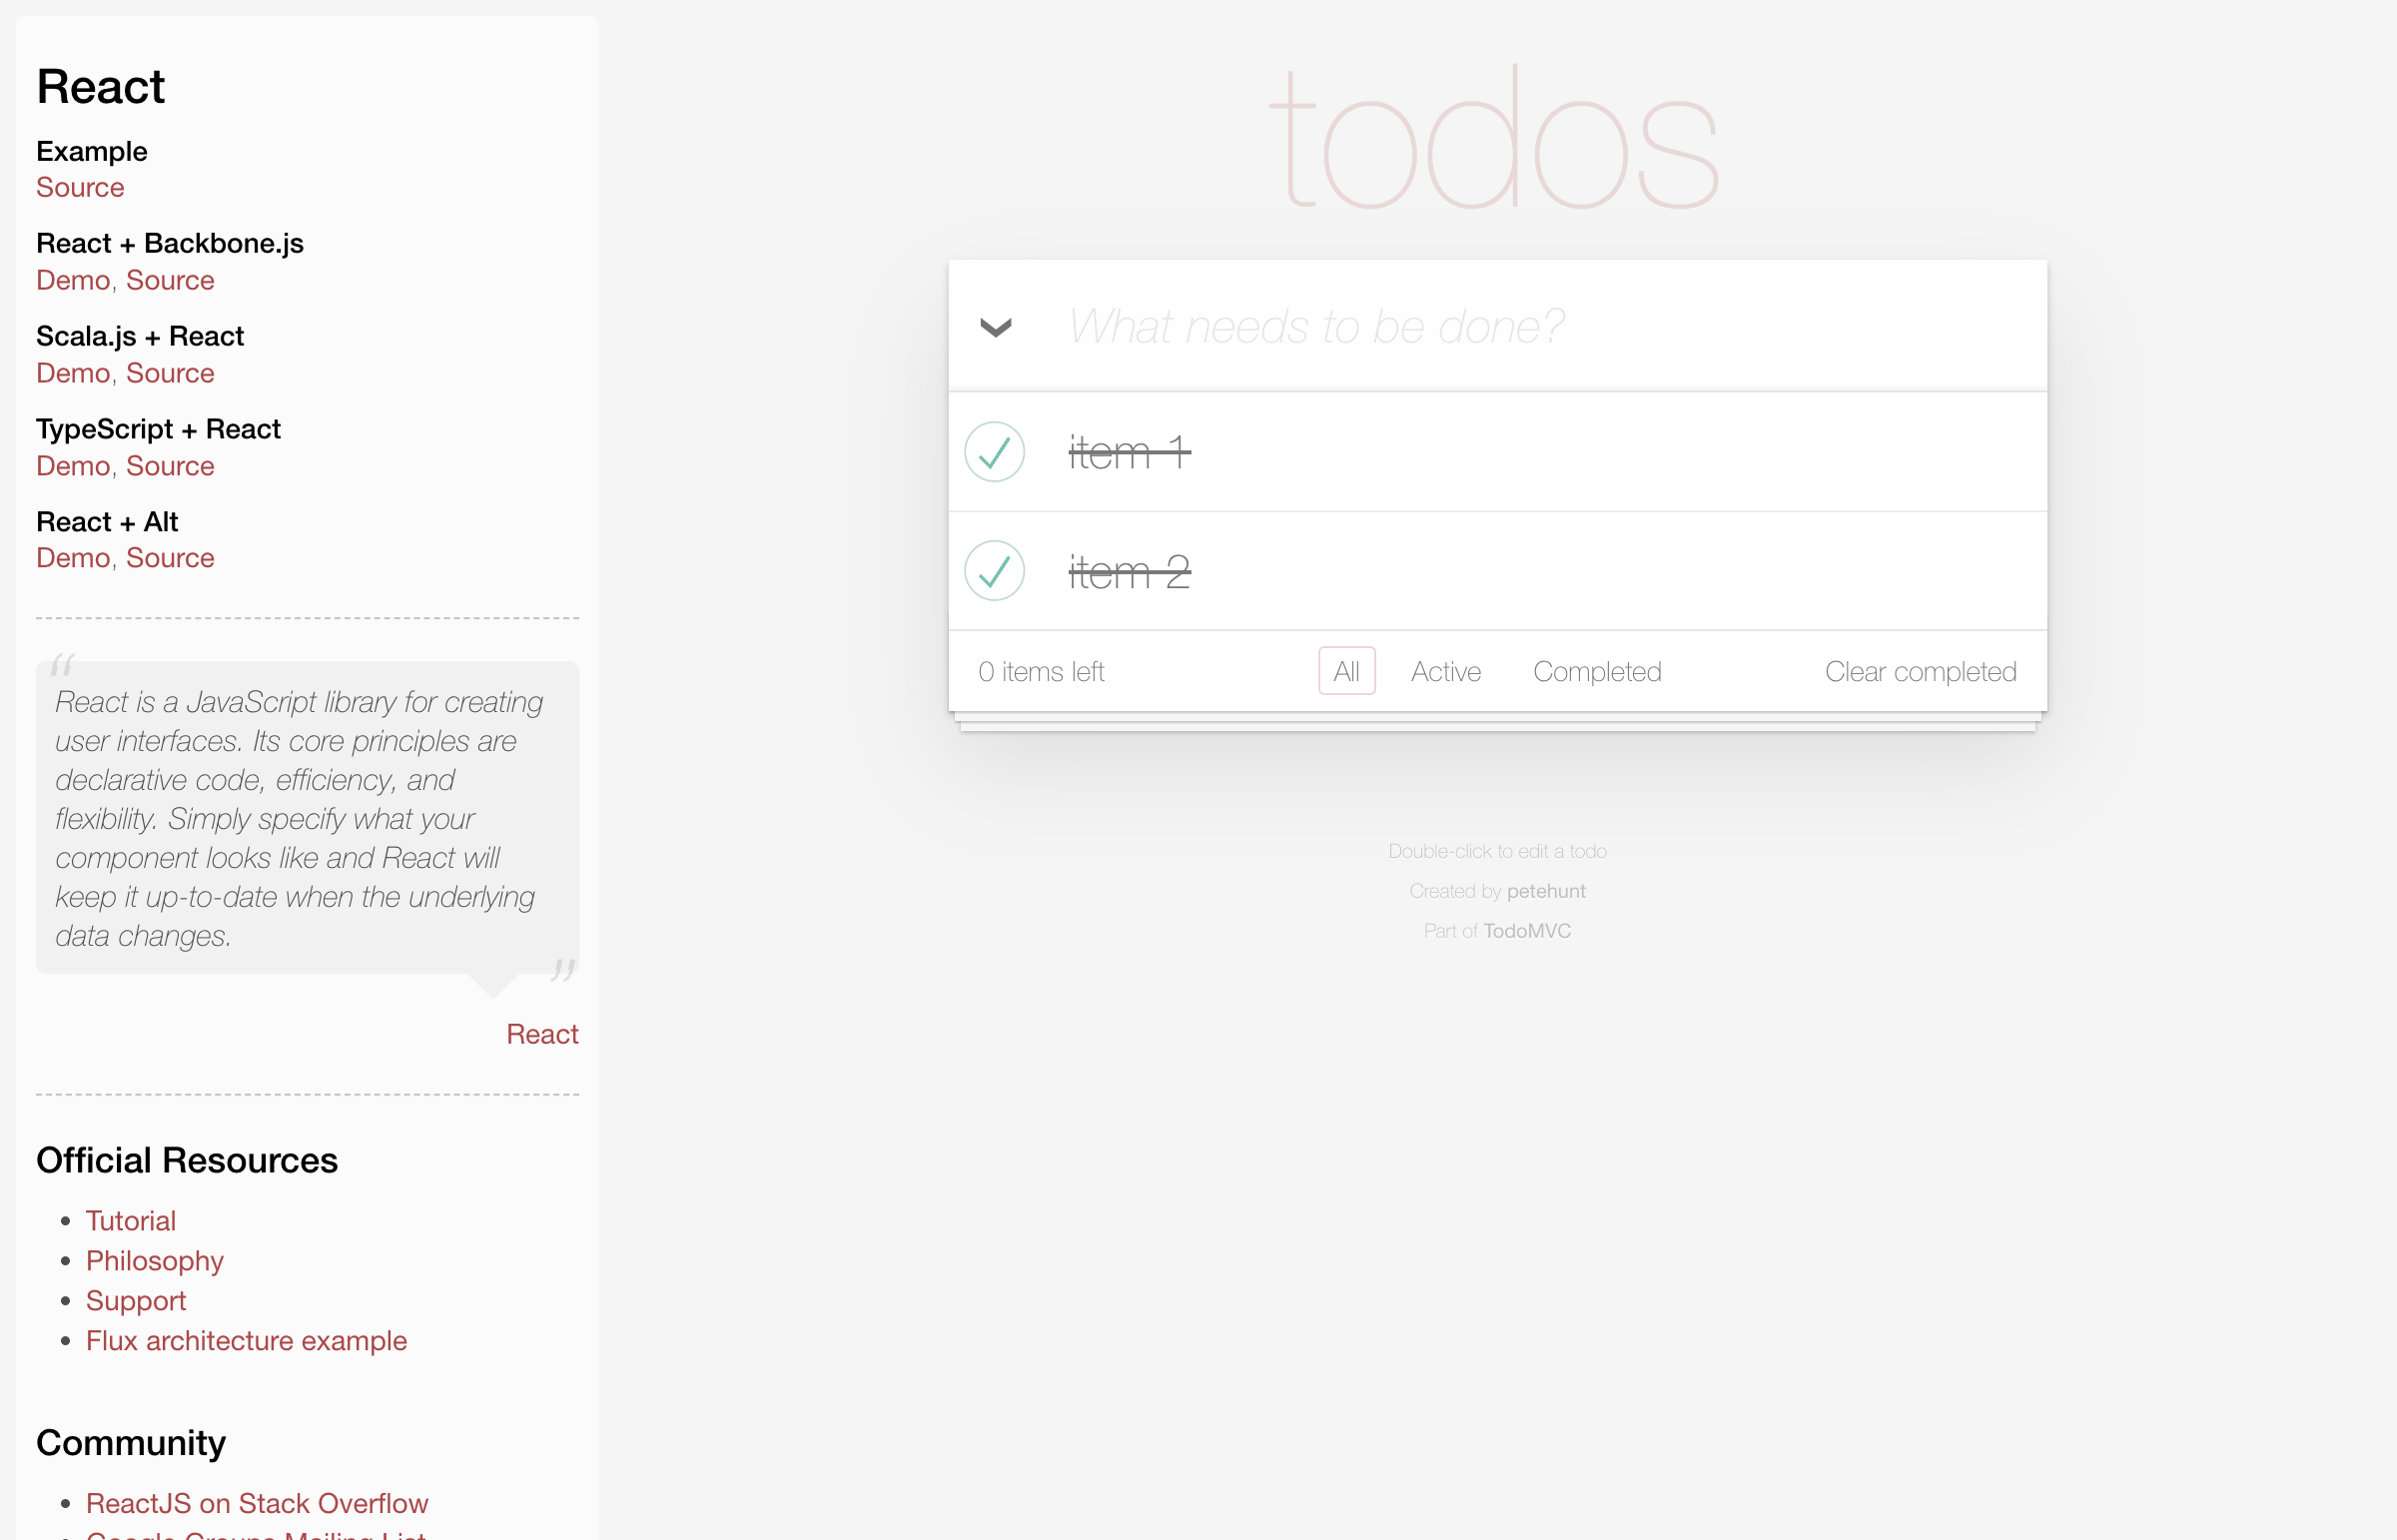 React
Example
Source
React + Backbone.js
Demo, Source
Scala.js + React
Demo, Source
TypeScript + React
Demo, Source
React + Alt
Demo, Source
“
React is a JavaScript library for creating
user interfaces. Its core principles are
declarative code, efficiency, and
flexibility. Simply specify what your
component looks like and React will
keep it up-to-date when the underlying
data changes.
”
React
Official Resources
• Tutorial
• Philosophy
• Support
• Flux architecture example
Community
• ReactJS on Stack Overflow
• Google Groups Mailing List
todos
What needs to be done?
item 1
item 2
0 items left All Active Completed Clear completed
Double-click to edit a todo
Created by petehunt
Part of TodoMVC